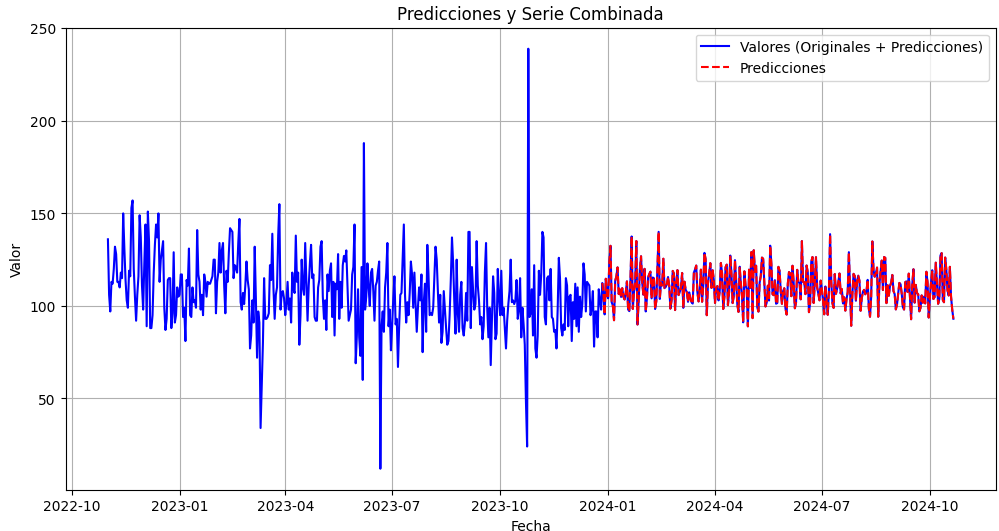 Predicciones y Serie Combinada
Valores (Originales + Predicciones)
Predicciones
Valor
250
200
150
100
50
2022-10
2023-01
2023-04
2023-07
2023-10
2024-01
2024-04
2024-07
2024-10
Fecha